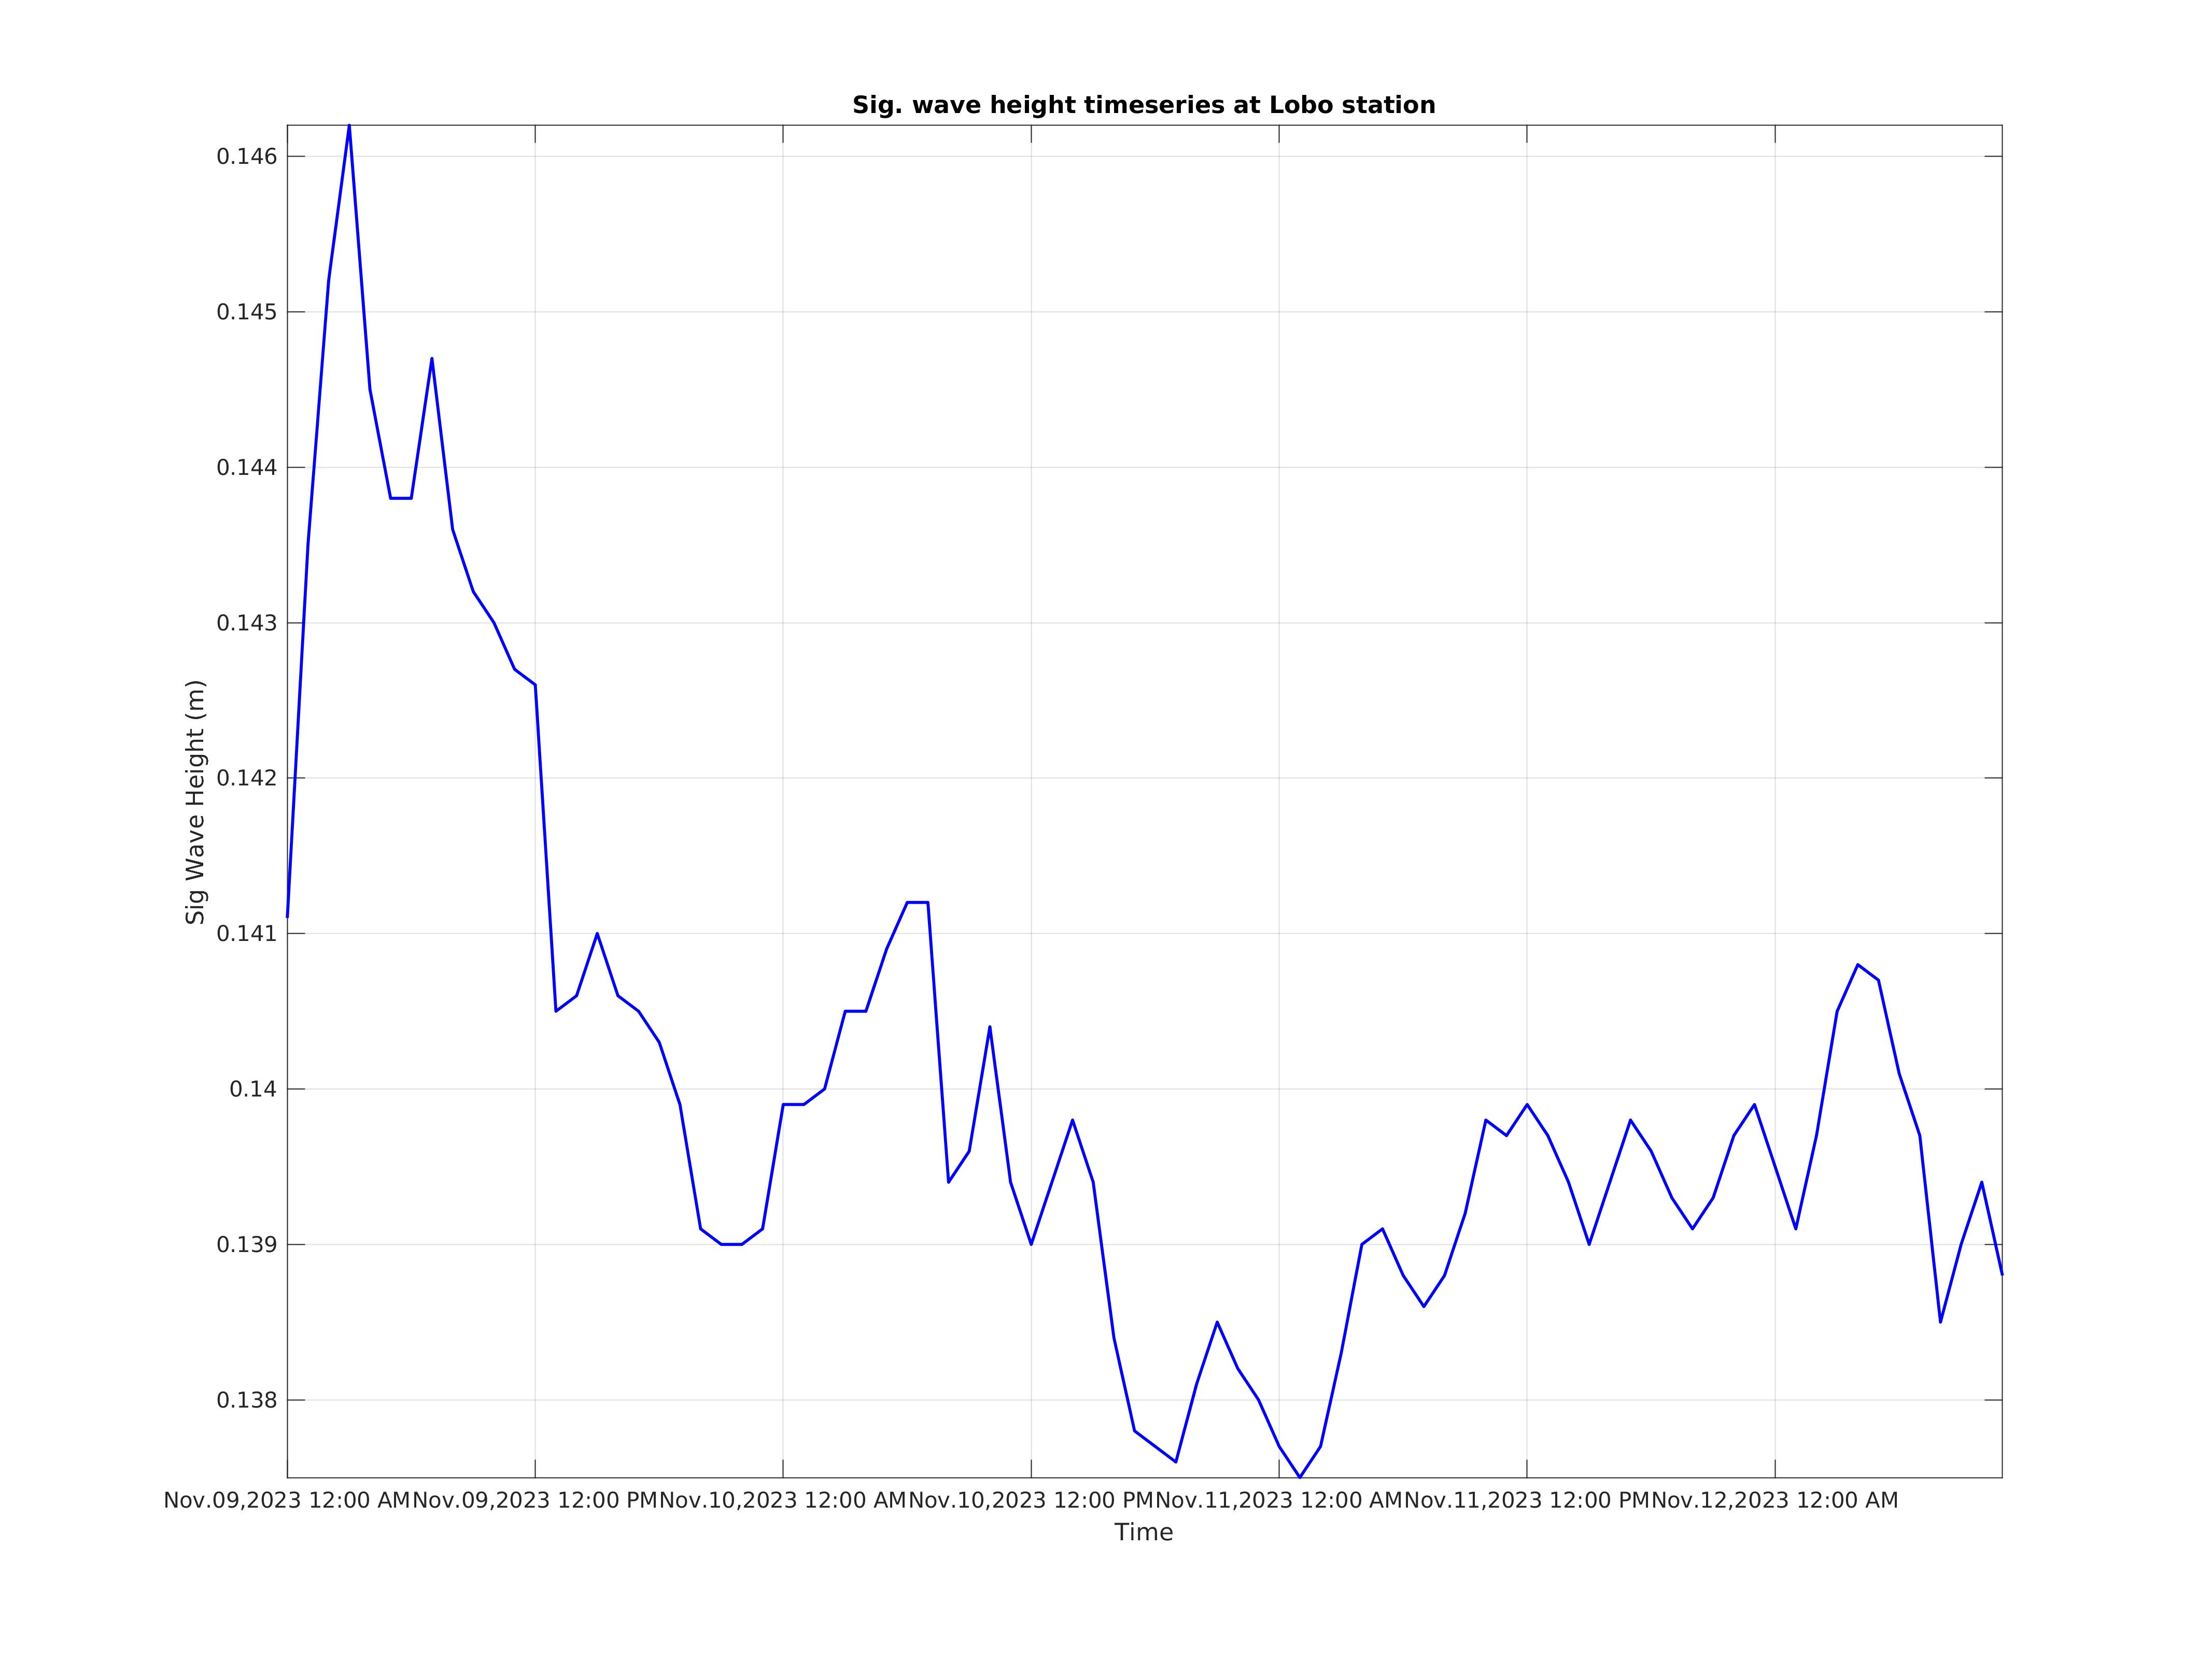 Sig. wave height timeseries at Lobo station
0.146
0.145
0.144
0.143
0.142
0.141
0.14
0.139
0.138
Sig Wave Height (m)
Nov.09,2023 12:00 AM Nov.09,2023 12:00 PM Nov.10,2023 12:00 AM Nov.10,2023 12:00 PM Nov.11,2023 12:00 AM Nov.11,2023 12:00 PM Nov.12,2023 12:00 AM
Time